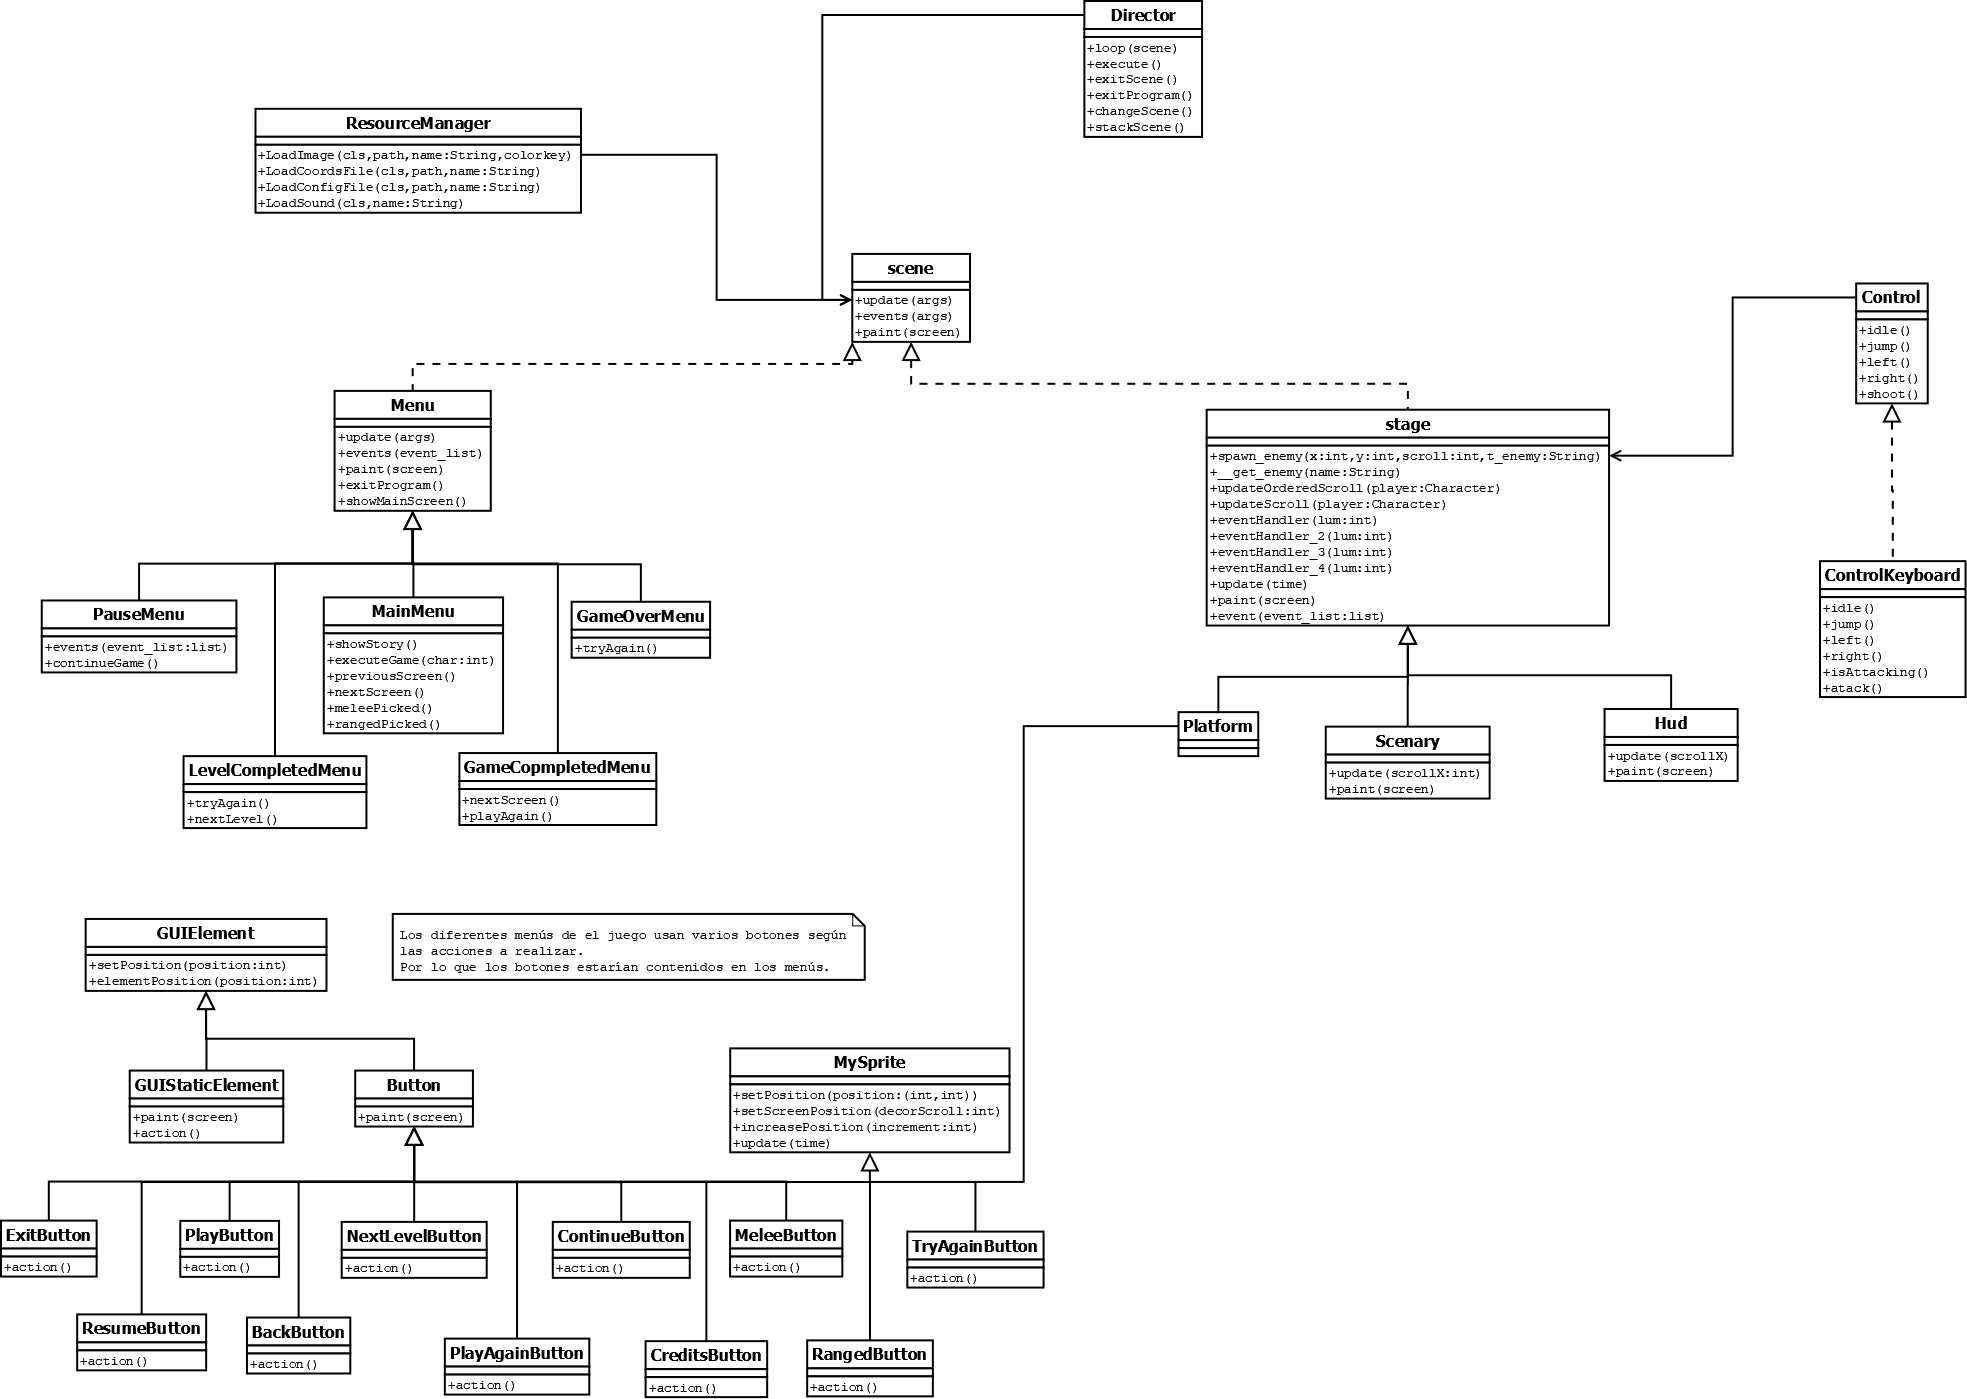 Director
+loop(scene)
+execute()
+exitScene()
+exitProgram()
+changeScene()
+stackScene()
ResourceManager
+LoadImage(cls,path,name:String,colorkey)
+LoadCoordsFile(cls,path,name:String)
+LoadConfigFile(cls,path,name:String)
+LoadSound(cls,name:String)
scene
+update(args)
+events(args)
+paint(screen)
Control
+idle()
+jump()
+left()
+right()
+shoot()
Menu
+update(args)
+events(event_list)
+paint(screen)
+exitProgram()
+showMainScreen()
stage
+spawn_enemy(x:int,y:int,scroll:int,t_enemy:String)
+__get_enemy(name:String)
+updateOrderedScroll(player:Character)
+updateScroll(player:Character)
+eventHandler(lum:int)
+eventHandler_2(lum:int)
+eventHandler_3(lum:int)
+eventHandler_4(lum:int)
+update(time)
+paint(screen)
+event(event_list:list)
ControlKeyboard
+idle()
+jump()
+left()
+right()
+isAttacking()
+atack()
PauseMenu
+events(event_list:list)
+continueGame()
MainMenu
+showStory()
+executeGame(char:int)
+previousScreen()
+nextScreen()
+meleePicked()
+rangedPicked()
GameOverMenu
+tryAgain()
LevelCompletedMenu
+tryAgain()
+nextLevel()
GameCopmpletedMenu
+nextScreen()
+playAgain()
Platform
Scenary
+update(scrollX:int)
+paint(screen)
Hud
+update(scrollX)
+paint(screen)
GUIElement
+setPosition(position:int)
+elementPosition(position:int)
Los diferentes menús de el juego usan varios botones según
las acciones a realizar.
Por lo que los botones estarían contenidos en los menús.
GUIStaticElement
+paint(screen)
+action()
Button
+paint(screen)
MySprite
+setPosition(position:(int,int))
+setScreenPosition(decorScroll:int)
+increasePosition(increment:int)
+update(time)
ExitButton
+action()
PlayButton
+action()
NextLevelButton
+action()
ContinueButton
+action()
MeleeButton
+action()
TryAgainButton
+action()
ResumeButton
+action()
BackButton
+action()
PlayAgainButton
+action()
CreditsButton
+action()
RangedButton
+action()